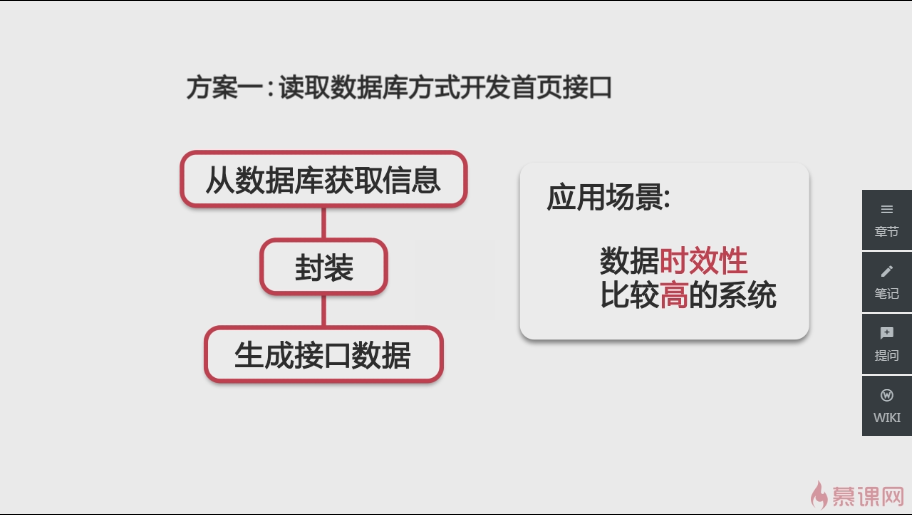 方案一:读取数据库方式开发首页接口
从数据库获取信息
封装
生成接口数据
应用场景:
数据时效性
比较高的系统
章节
笔记
提问
WIKI
慕课网